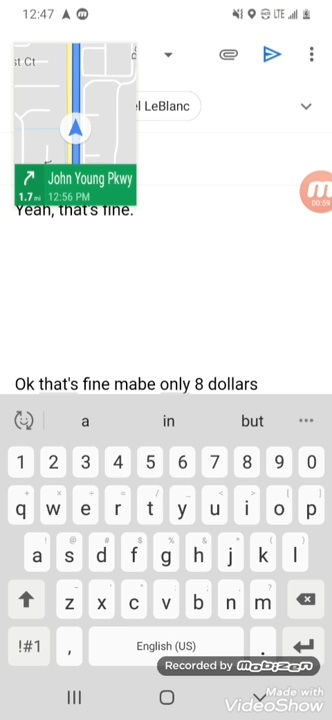 12:47
LTE
st Ct
el LeBlanc
John Young Pkwy
1.7 mi 12:56 PM
Yeah, that's fine.
00:59
Ok that's fine mabe only 8 dollars
a in but
1 2 3 4 5 6 7 8 9 0
q w e r t y u i o p
a s d f g h j k l
z x c v b n m
!#1 , English (US) .
Recorded by mobizen
Made with
VideoShow